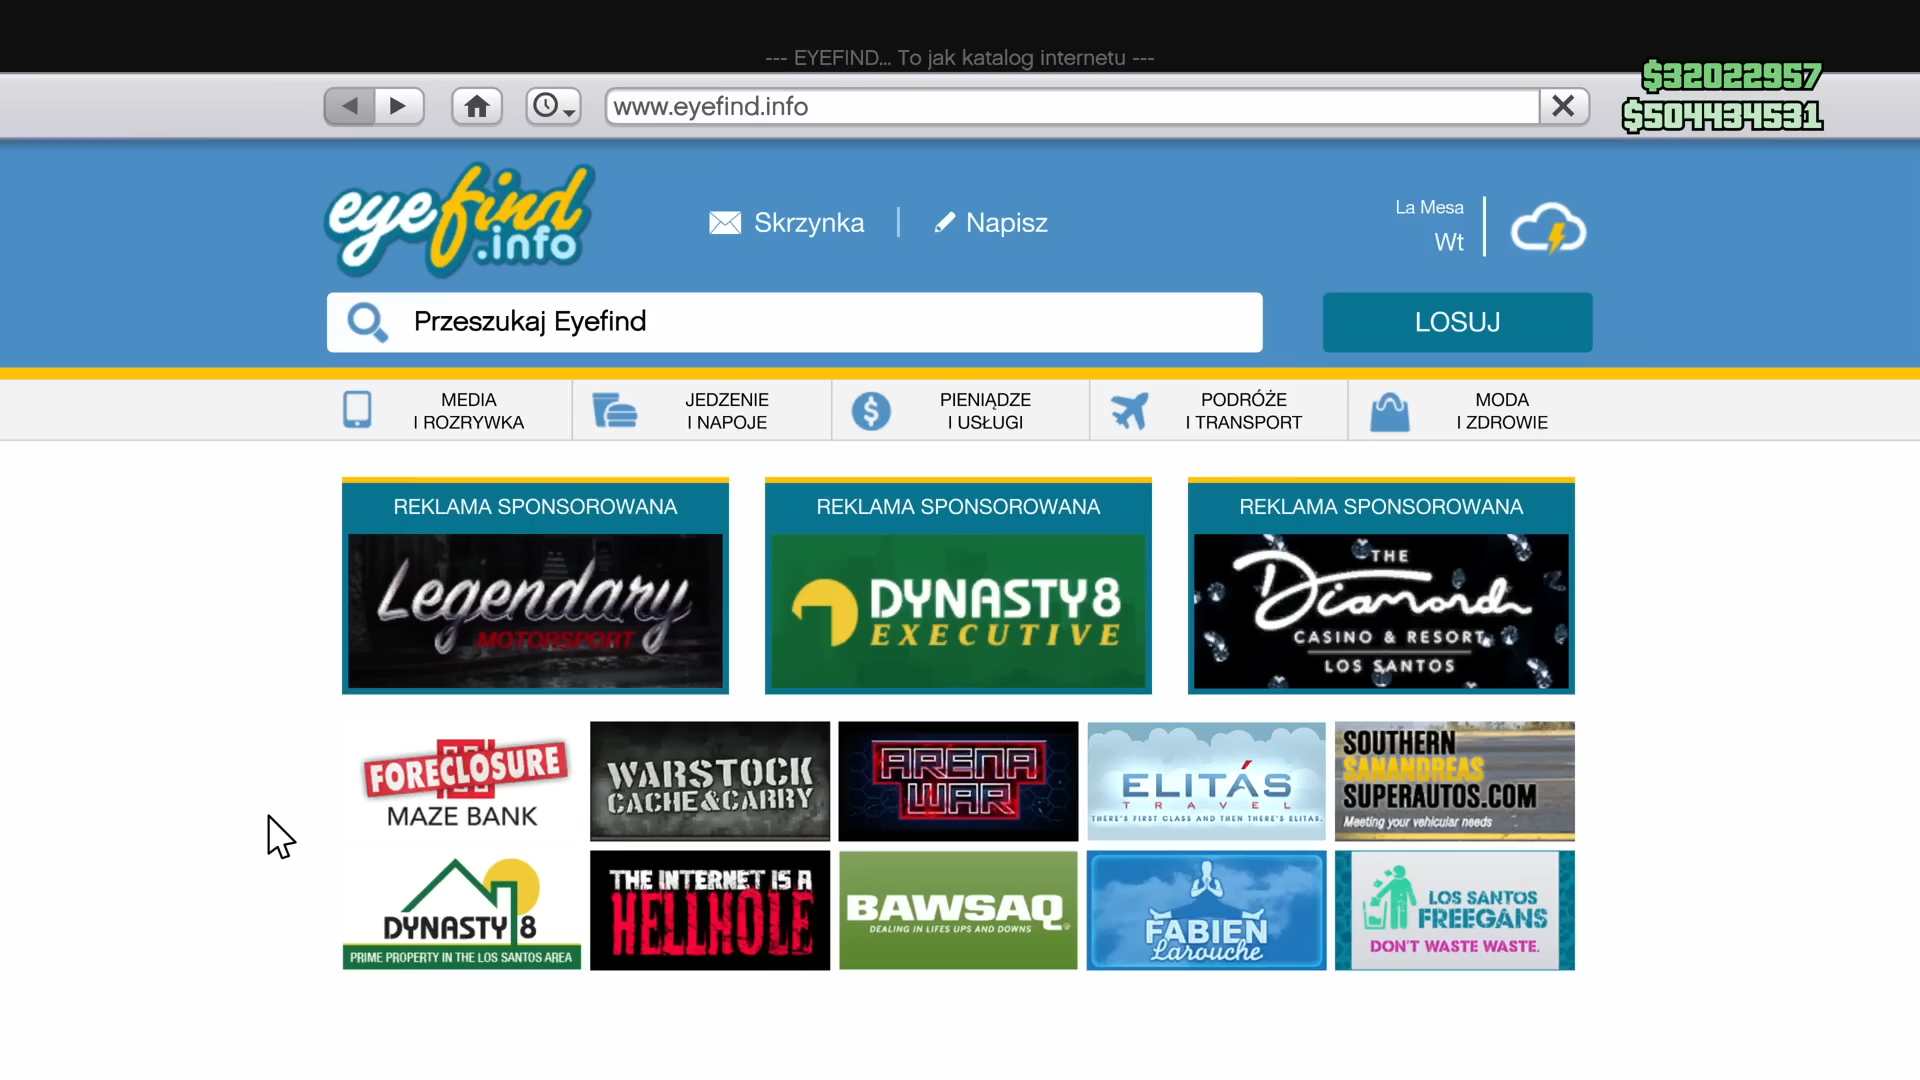 --- EYEFIND... To jak katalog internetu ---
www.eyefind.info
$32022957
$504434531
eyefind
.info
Skrzynka
Napisz
La Mesa
Wt
Przeszukaj Eyefind
LOSUJ
MEDIA
I ROZRYWKA
JEDZENIE
I NAPOJE
PIENIĄDZE
I USŁUGI
PODRÓŻE
I TRANSPORT
MODA
I ZDROWIE
REKLAMA SPONSOROWANA
Legendary
MOTORSPORT
REKLAMA SPONSOROWANA
DYNASTY8
EXECUTIVE
REKLAMA SPONSOROWANA
THE
Diamond
CASINO & RESORT
LOS SANTOS
FORECLOSURE
MAZE BANK
WARSTOCK
CACHE&CARRY
ARENA
WAR
ELITÁS
TRAVEL
THERE'S FIRST CLASS AND THEN THERE'S ELITAS.
SOUTHERN
SANANDREAS
SUPERAUTOS.COM
Meeting your vehicular needs
DYNASTY 8
PRIME PROPERTY IN THE LOS SANTOS AREA
THE INTERNET IS A
HELLHOLE
BAWSAQ
DEALING IN LIFES UPS AND DOWNS
FABIEN
Larouche
LOS SANTOS
FREEGANS
DON'T WASTE WASTE.